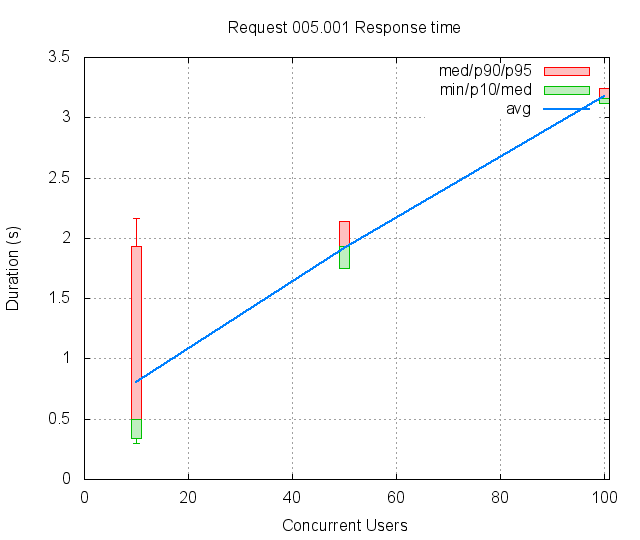 Request 005.001 Response time
3.5
3
2.5
2
1.5
1
0.5
0
med/p90/p95
min/p10/med
avg
Duration (s)
0 20 40 60 80 100
Concurrent Users